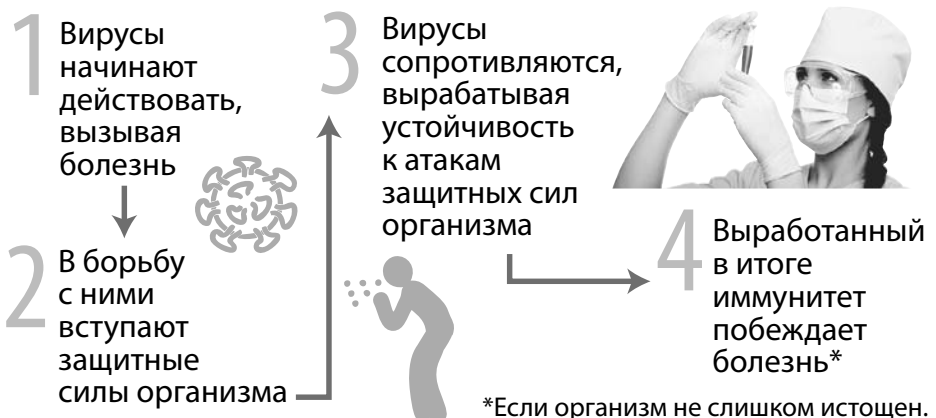 1
Вирусы
начинают
действовать,
вызывая
болезнь
2
В борьбу
с ними
вступают
защитные
силы организма
3
Вирусы
сопротивляются,
вырабатывая
устойчивость
к атакам
защитных сил
организма
4
Выработанный
в итоге
иммунитет
побеждает
болезнь*
*Если организм не слишком истощен.